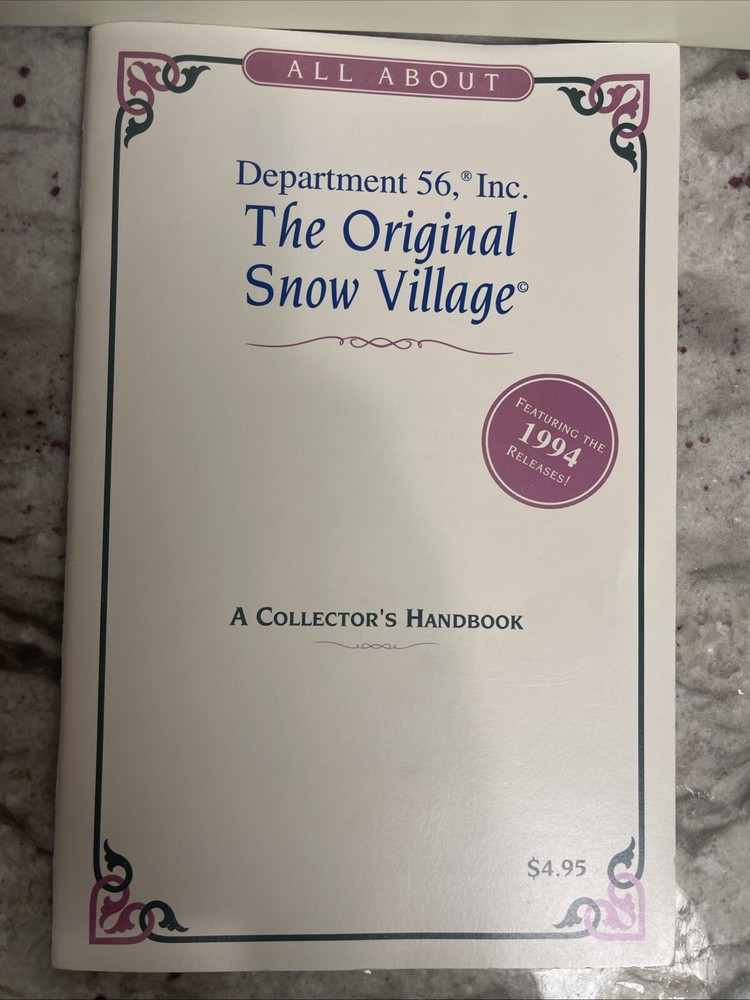 ALL ABOUT
Department 56,® Inc.
The Original
Snow Village©
FEATURING THE
1994
RELEASES!
A COLLECTOR'S HANDBOOK
$4.95